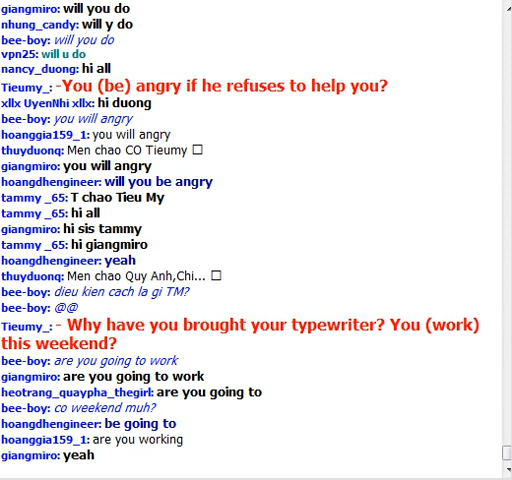 giangmiro: will you do
nhung_candy: will y do
bee-boy: will you do
vpn25: will u do
nancy_duong: hi all
Tieumy_: -You (be) angry if he refuses to help you?
xllx UyenNhi xllx: hi duong
bee-boy: you will angry
hoanggia159_1: you will angry
thuyduonq: Men chao CO Tieumy □
giangmiro: you will angry
hoangdhengineer: will you be angry
tammy _65: T chao Tieu My
tammy _65: hi all
giangmiro: hi sis tammy
tammy _65: hi giangmiro
hoangdhengineer: yeah
thuyduonq: Men chao Quy Anh,Chi... □
bee-boy: dieu kien cach la gi TM?
bee-boy: @@
Tieumy_: - Why have you brought your typewriter? You (work)
this weekend?
bee-boy: are you going to work
giangmiro: are you going to work
heotrang_quaypha_thegirl: are you going to
bee-boy: co weekend muh?
hoangdhengineer: be going to
hoanggia159_1: are you working
giangmiro: yeah